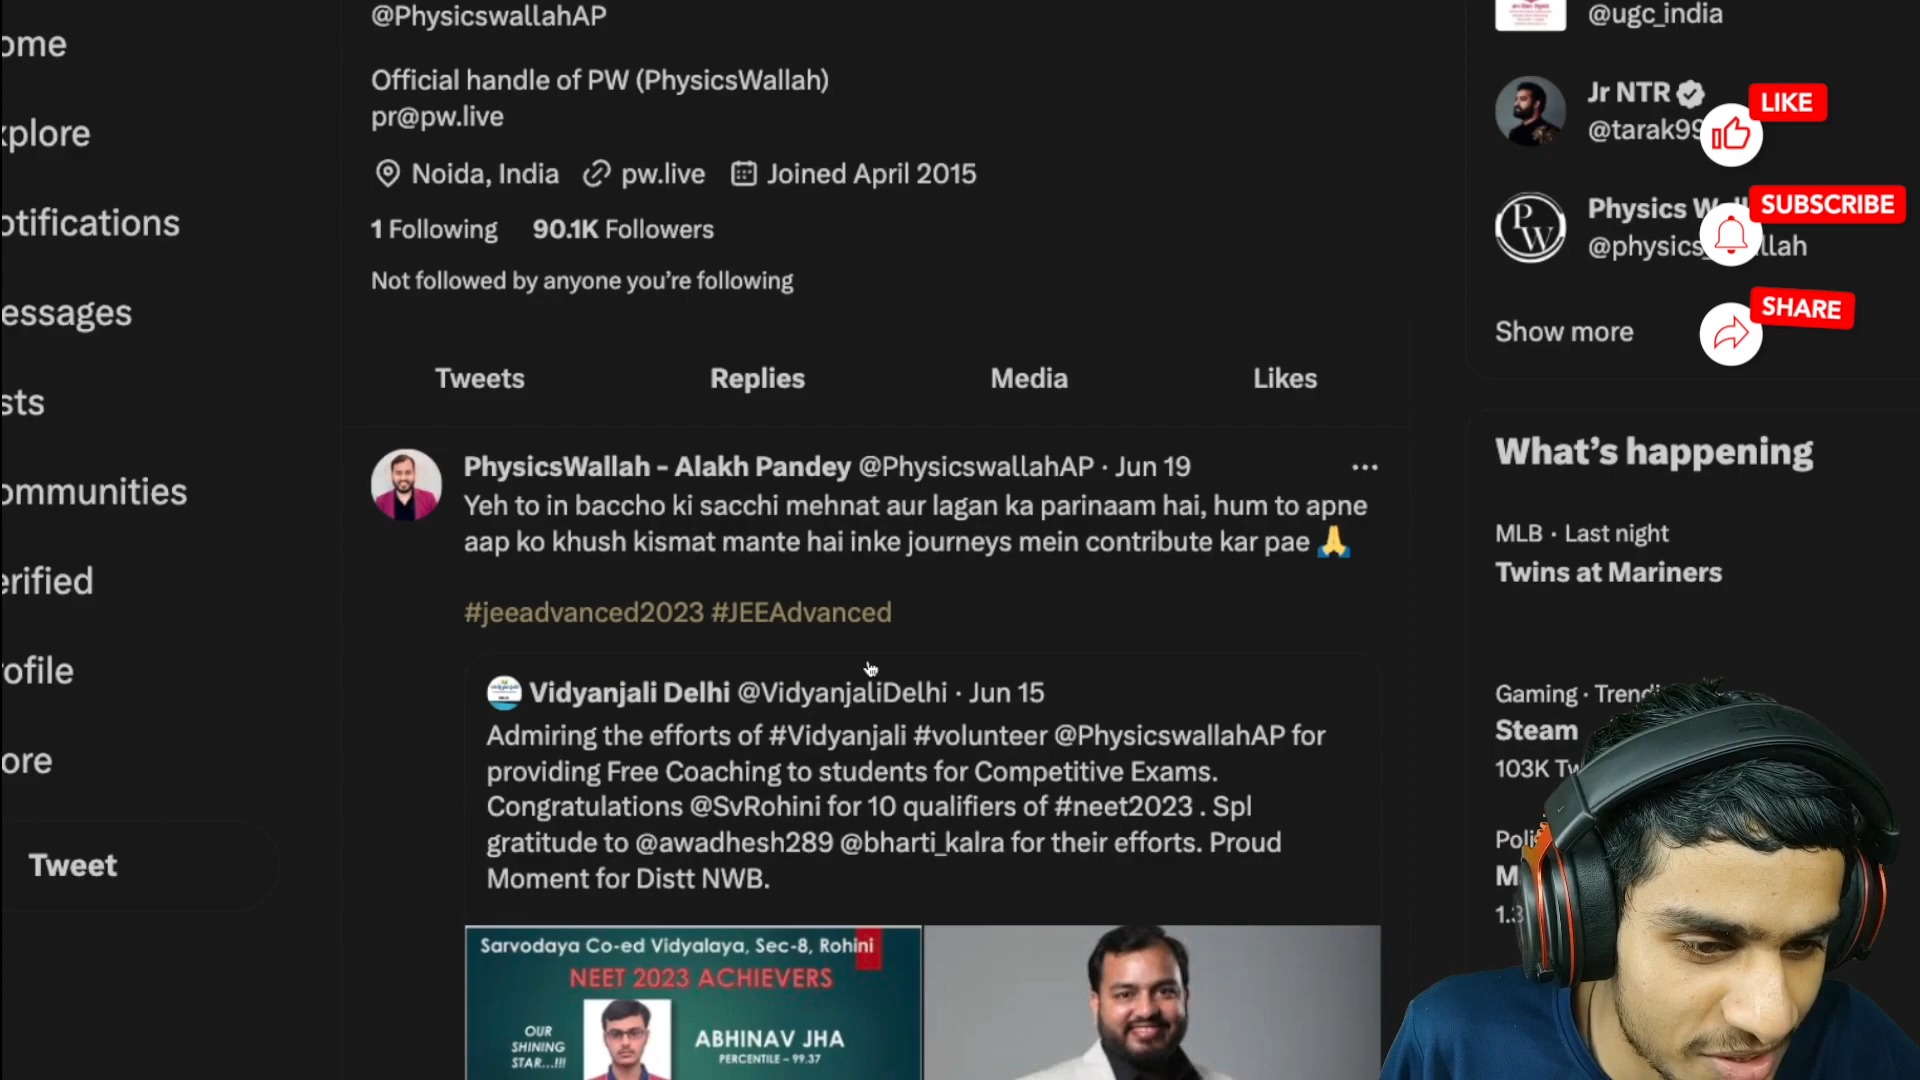 @PhysicswallahAP
Official handle of PW (PhysicsWallah)
pr@pw.live
Noida, India pw.live Joined April 2015
1 Following 90.1K Followers
Not followed by anyone you’re following
Tweets Replies Media Likes
PhysicsWallah - Alakh Pandey @PhysicswallahAP · Jun 19
Yeh to in baccho ki sacchi mehnat aur lagan ka parinaam hai, hum to apne
aap ko khush kismat mante hai inke journeys mein contribute kar pae 🙏
#jeeadvanced2023 #JEEAdvanced
Vidyanjali Delhi @VidyanjaliDelhi · Jun 15
Admiring the efforts of #Vidyanjali #volunteer @PhysicswallahAP for
providing Free Coaching to students for Competitive Exams.
Congratulations @SvRohini for 10 qualifiers of #neet2023 . Spl
gratitude to @awadhesh289 @bharti_kalra for their efforts. Proud
Moment for Distt NWB.
Sarvodaya Co-ed Vidyalaya, Sec-8, Rohini
NEET 2023 ACHIEVERS
OUR
SHINING
STAR...!!!
ABHINAV JHA
PERCENTILE – 99.37
ome
xplore
otifications
essages
sts
ommunities
erified
rofile
ore
Tweet
@ugc_india
Jr NTR
@tarak99
LIKE
Physics W
@physics_ llah
PW
SUBSCRIBE
Show more
SHARE
What’s happening
MLB · Last night
Twins at Mariners
Gaming · Trendi
Steam
103K Tw
Poli
M
1.3